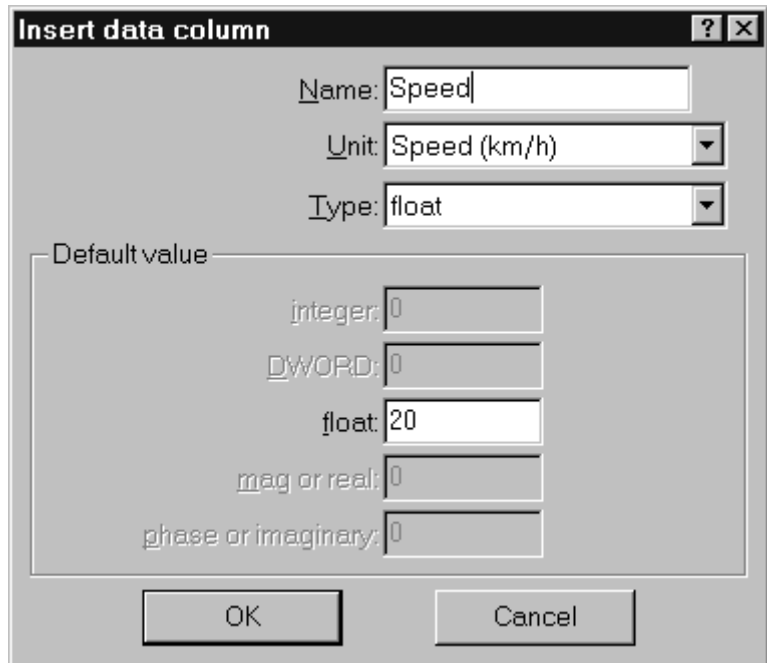 Insert data column
Name: Speed
Unit: Speed (km/h)
Type: float
Default value
integer: 0
DWORD: 0
float: 20
mag or real: 0
phase or imaginary: 0
OK Cancel